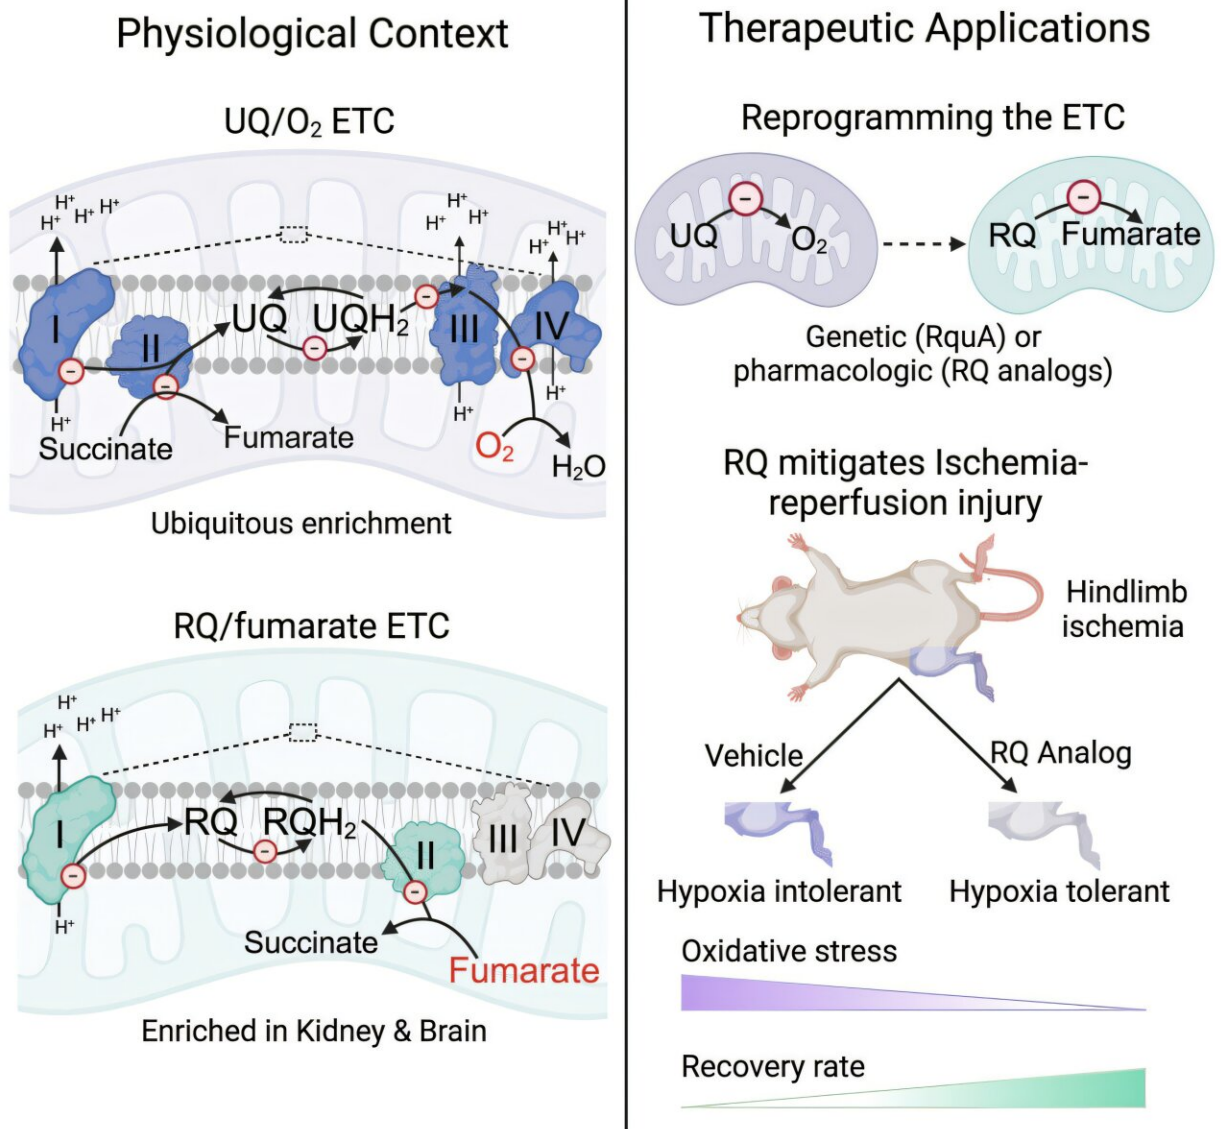 Physiological Context
UQ/O₂ ETC
H⁺ H⁺ H⁺ H⁺
H⁺ H⁺ H⁺
H⁺ H⁺ H⁺
I
II
UQ UQH₂
III
IV
-
-
-
-
-
H⁺
H⁺
H⁺
Succinate
Fumarate
O₂
H₂O
Ubiquitous enrichment
RQ/fumarate ETC
H⁺
H⁺ H⁺ H⁺
I
RQ RQH₂
II
III
IV
-
-
-
H⁺
Succinate
Fumarate
Enriched in Kidney & Brain
Therapeutic Applications
Reprogramming the ETC
-
UQ O₂
-
RQ Fumarate
Genetic (RquA) or
pharmacologic (RQ analogs)
RQ mitigates Ischemia-
reperfusion injury
Hindlimb
ischemia
Vehicle
RQ Analog
Hypoxia intolerant
Hypoxia tolerant
Oxidative stress
Recovery rate